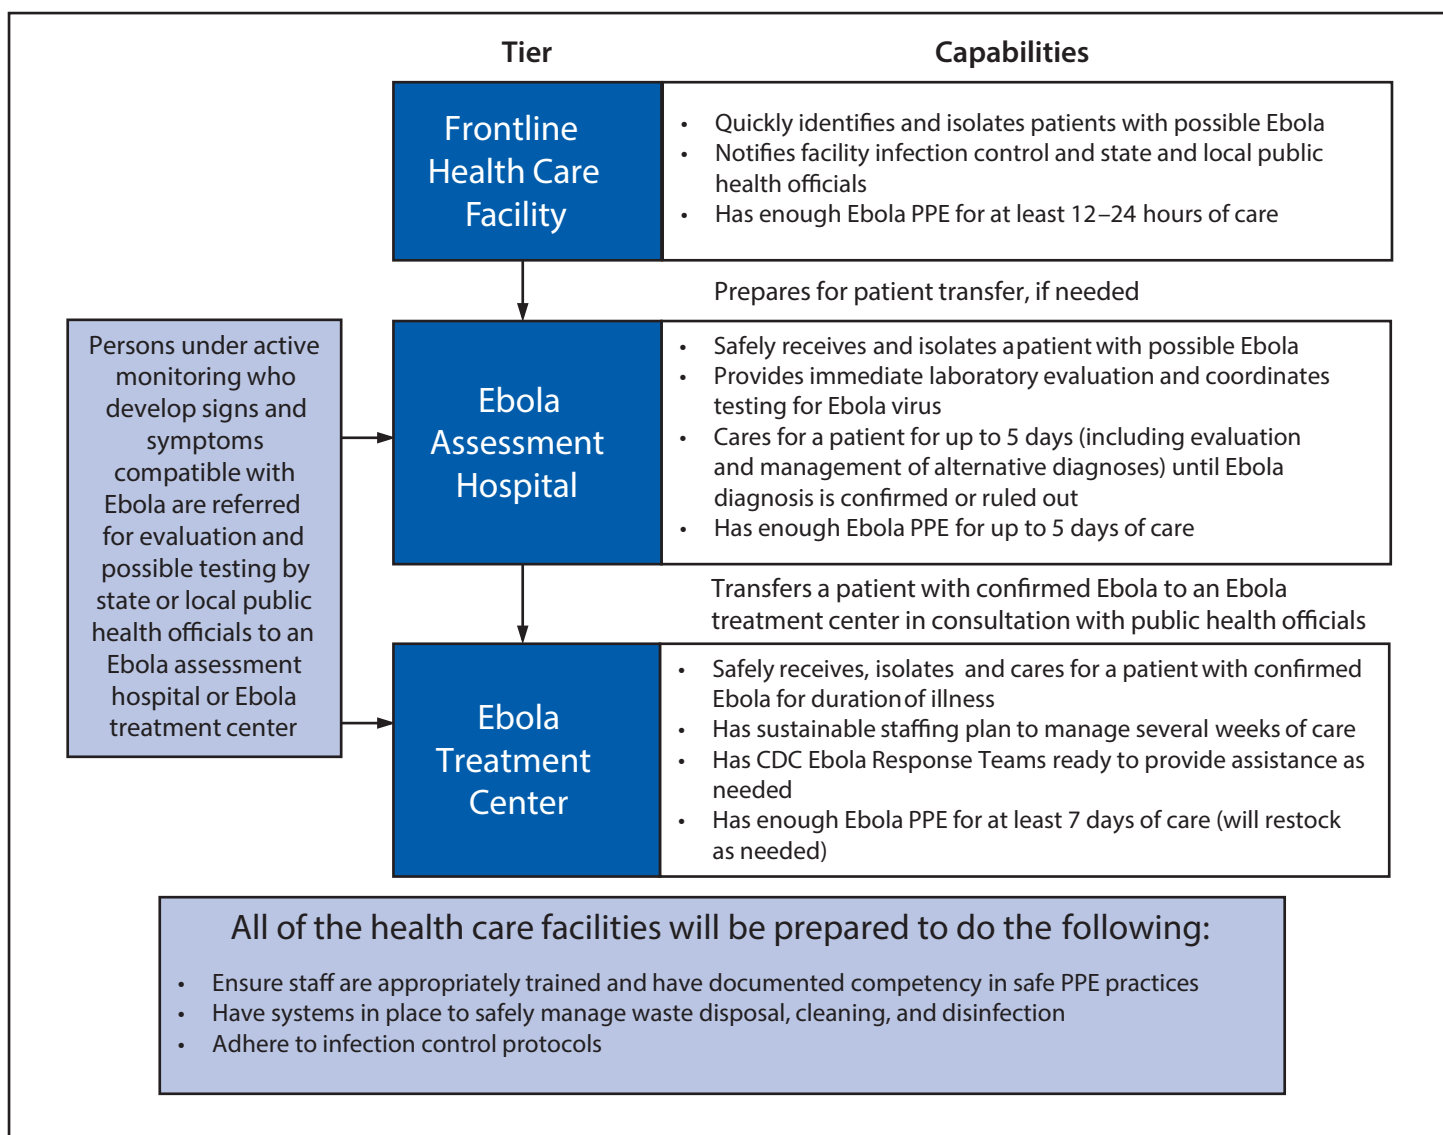 Tier
Capabilities
Frontline
Health Care
Facility
• Quickly identifies and isolates patients with possible Ebola
• Notifies facility infection control and state and local public
health officials
• Has enough Ebola PPE for at least 12–24 hours of care
Prepares for patient transfer, if needed
Persons under active
monitoring who
develop signs and
symptoms
compatible with
Ebola are referred
for evaluation and
possible testing by
state or local public
health officials to an
Ebola assessment
hospital or Ebola
treatment center
Ebola
Assessment
Hospital
• Safely receives and isolates apatient with possible Ebola
• Provides immediate laboratory evaluation and coordinates
testing for Ebola virus
• Cares for a patient for up to 5 days (including evaluation
and management of alternative diagnoses) until Ebola
diagnosis is confirmed or ruled out
• Has enough Ebola PPE for up to 5 days of care
Transfers a patient with confirmed Ebola to an Ebola
treatment center in consultation with public health officials
Ebola
Treatment
Center
• Safely receives, isolates and cares for a patient with confirmed
Ebola for duration of illness
• Has sustainable staffing plan to manage several weeks of care
• Has CDC Ebola Response Teams ready to provide assistance as
needed
• Has enough Ebola PPE for at least 7 days of care (will restock
as needed)
All of the health care facilities will be prepared to do the following:
• Ensure staff are appropriately trained and have documented competency in safe PPE practices
• Have systems in place to safely manage waste disposal, cleaning, and disinfection
• Adhere to infection control protocols